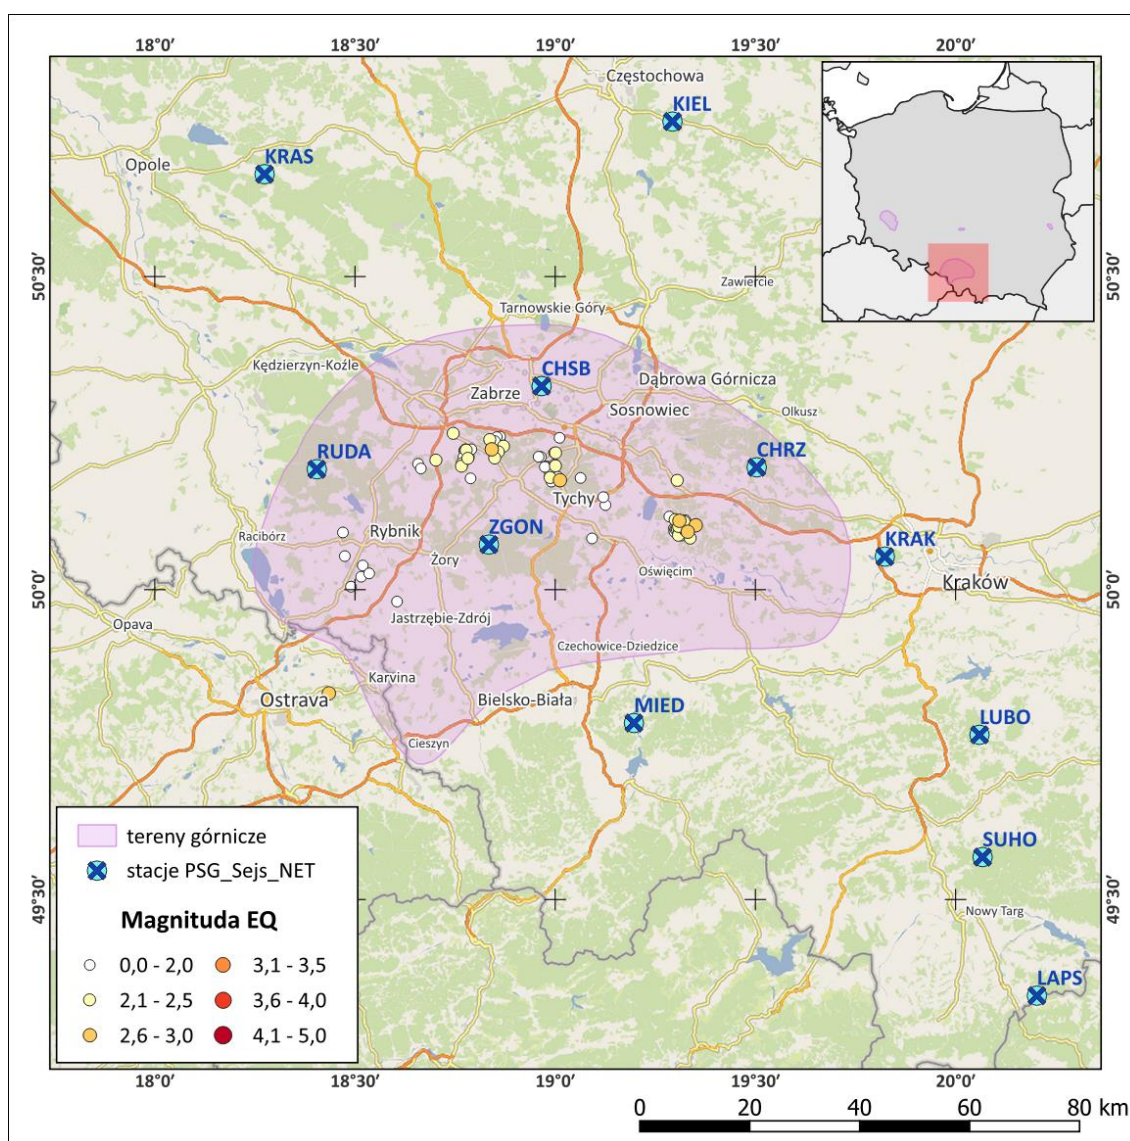 18°0′ 18°30′ 19°0′ 19°30′ 20°0′
Częstochowa
KIEL
KRAS
Opole
50°30′ 50°30′
Zawiercie
Tarnowskie Góry
Kędzierzyn-Koźle
CHSB
Dąbrowa Górnicza
Zabrze
Sosnowiec
Olkusz
RUDA
CHRZ
Tychy
Rybnik
ZGON
Racibórz
KRAK
Żory
Oświęcim
Kraków
50°0′ 50°0′
Jastrzębie-Zdrój
Opava
Czechowice-Dziedzice
Karvina
Ostrava
Bielsko-Biała
MIED
LUBO
Cieszyn
SUHO
Nowy Targ
LAPS
49°30′ 49°30′
tereny górnicze
stacje PSG_Sejs_NET
Magnituda EQ
0,0 - 2,0 3,1 - 3,5
2,1 - 2,5 3,6 - 4,0
2,6 - 3,0 4,1 - 5,0
18°0′ 18°30′ 19°0′ 19°30′ 20°0′
0 20 40 60 80 km